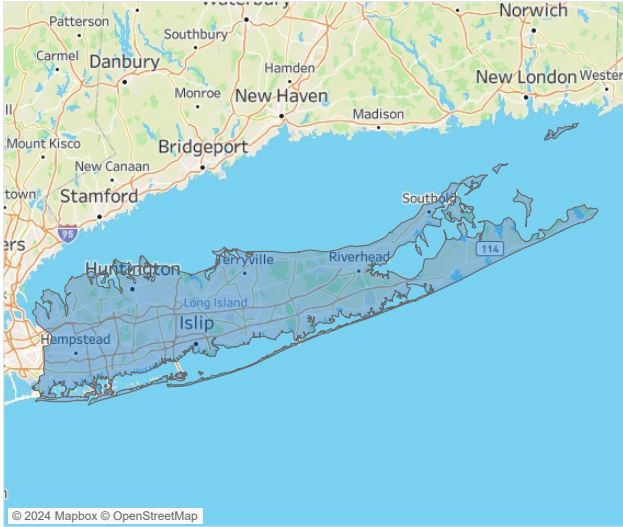 Norwich
Patterson
Southbury
Carmel
Danbury
Hamden
New London
Wester
Monroe
New Haven
Madison
Mount Kisco
Bridgeport
New Canaan
town
Stamford
Southold
95
ers
114
Huntington
Terryville
Riverhead
Long Island
Islip
Hempstead
© 2024 Mapbox © OpenStreetMap